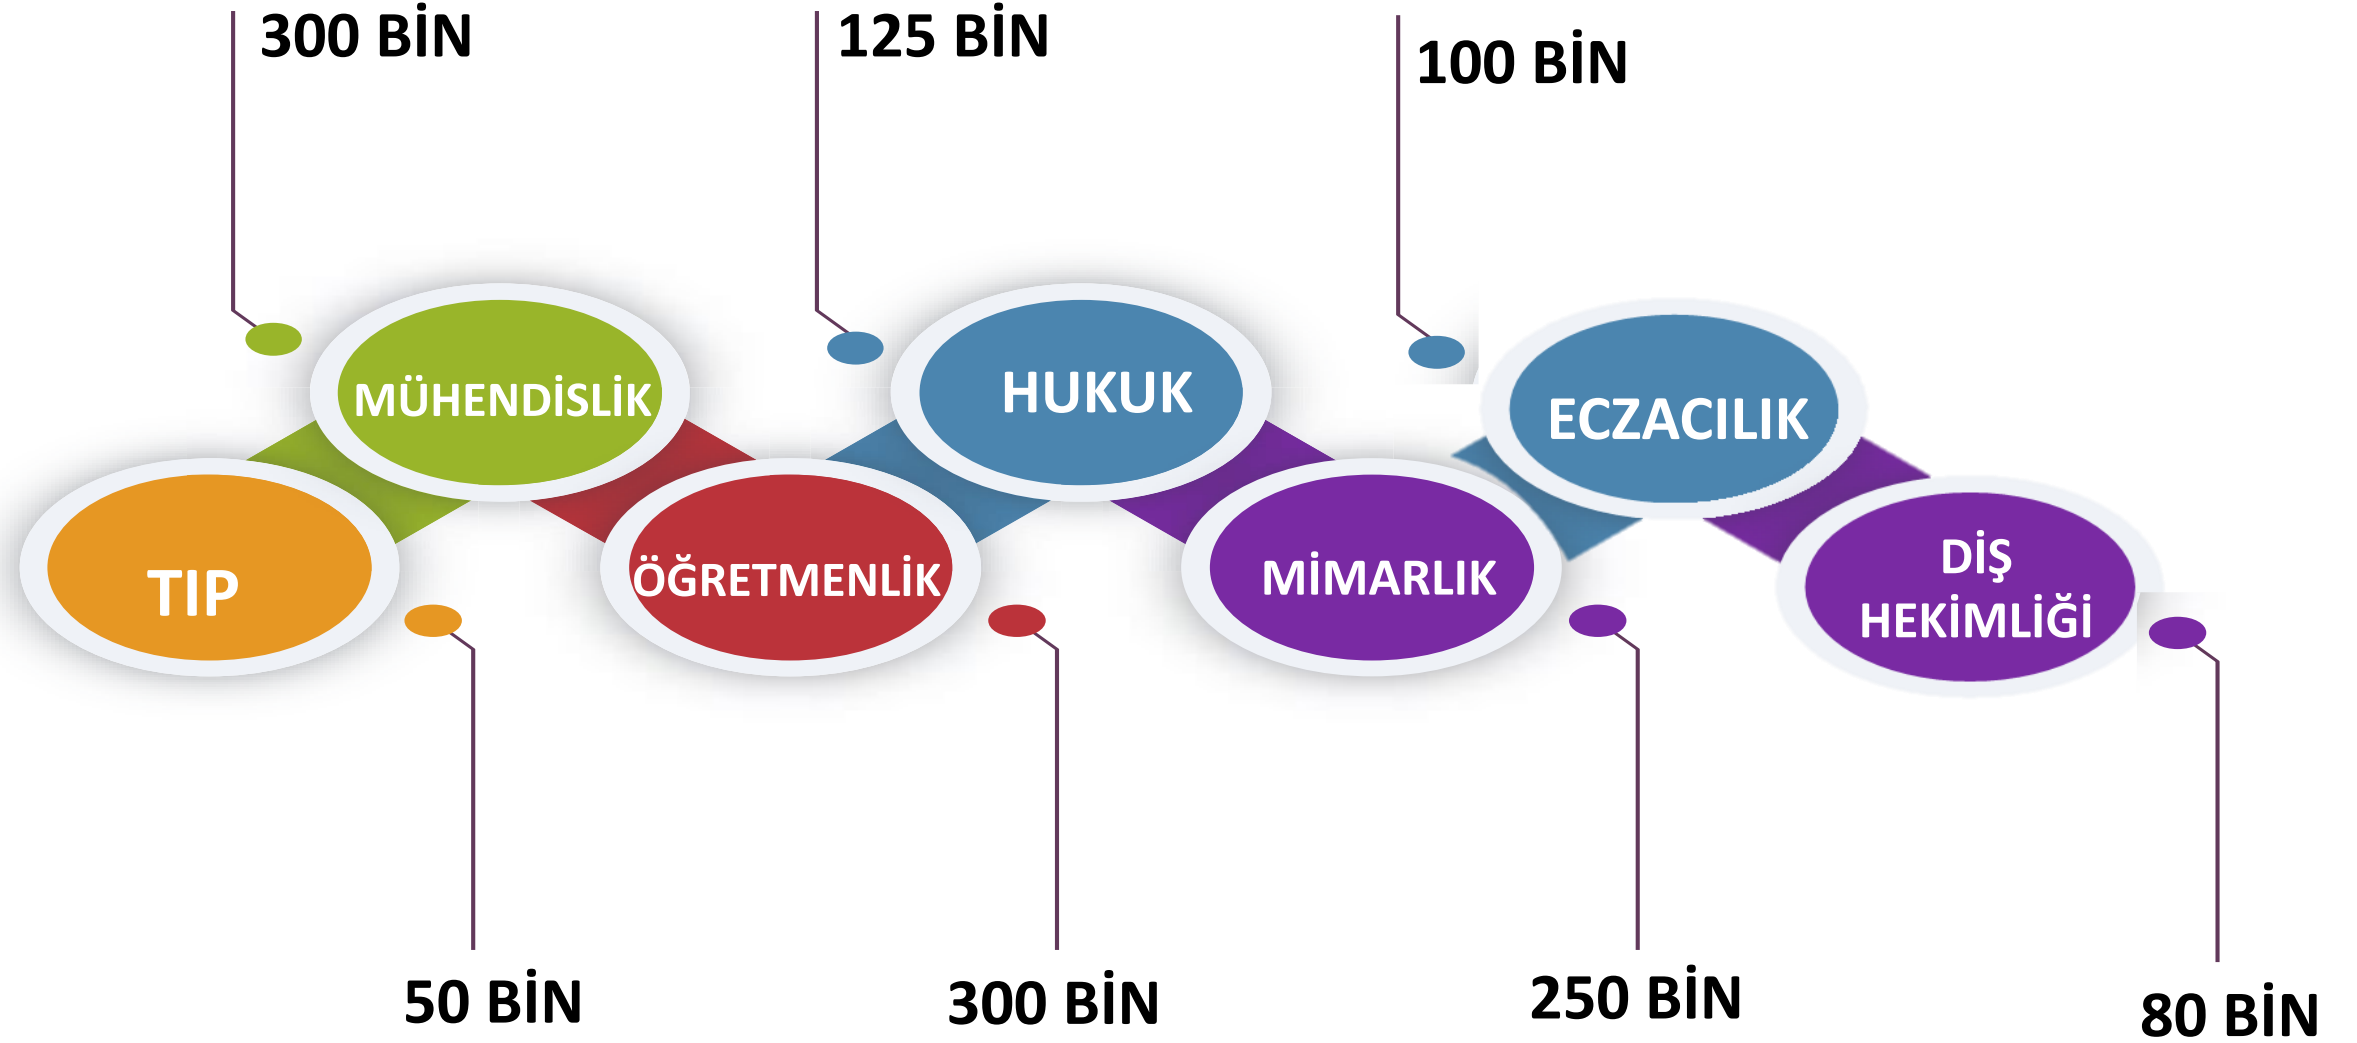 300 BİN
125 BİN
100 BİN
MÜHENDİSLİK
HUKUK
ECZACILIK
TIP
ÖĞRETMENLİK
MİMARLIK
DİŞ
HEKİMLİĞİ
50 BİN
300 BİN
250 BİN
80 BİN